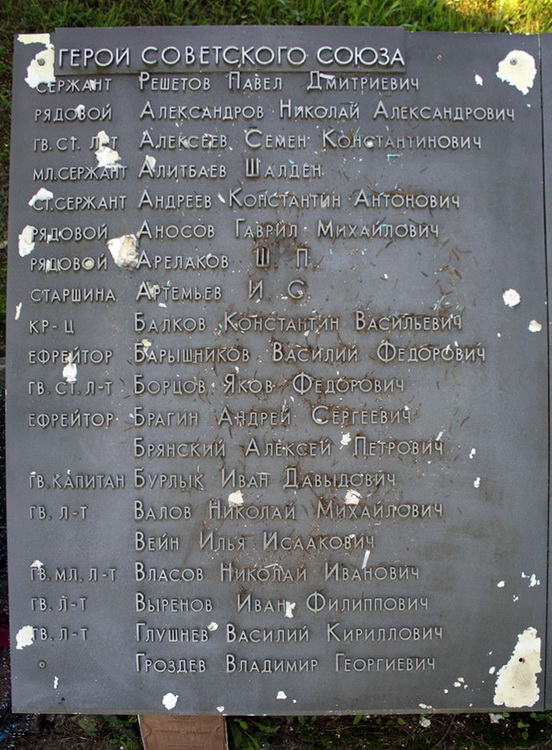 ГЕРОИ СОВЕТСКОГО СОЮЗА
СЕРЖАНТ РЕШЕТОВ ПАВЕЛ ДМИТРИЕВИЧ
РЯДОВОЙ АЛЕКСАНДРОВ НИКОЛАЙ АЛЕКСАНДРОВИЧ
ГВ. СТ. Л-Т АЛЕКСЕЕВ СЕМЕН КОНСТАНТИНОВИЧ
МЛ. СЕРЖАНТ АЛИТБАЕВ ШАЛДЕН
СТ. СЕРЖАНТ АНДРЕЕВ КОНСТАНТИН АНТОНОВИЧ
РЯДОВОЙ АНОСОВ ГАВРИЛ МИХАЙЛОВИЧ
РЯДОВОЙ АРЕЛАКОВ Ш П.
СТАРШИНА АРТЕМЬЕВ И С
КР-Ц БАЛКОВ КОНСТАНТИН ВАСИЛЬЕВИЧ
ЕФРЕЙТОР БАРЫШНИКОВ ВАСИЛИЙ ФЕДОРОВИЧ
ГВ. СТ. Л-Т БОРЦОВ ЯКОВ ФЕДОРОВИЧ
ЕФРЕЙТОР БРАГИН АНДРЕЙ СЕРГЕЕВИЧ
БРЯНСКИЙ АЛЕКСЕЙ ПЕТРОВИЧ
ГВ. КАПИТАН БУРЛЫК ИВАН ДАВЫДОВИЧ
ГВ. Л-Т ВАЛОВ НИКОЛАЙ МИХАЙЛОВИЧ
ВЕЙН ИЛЬЯ ИСААКОВИЧ
ГВ. МЛ. Л-Т ВЛАСОВ НИКОЛАЙ ИВАНОВИЧ
ГВ. Л-Т ВЫРЕНОВ ИВАН ФИЛИППОВИЧ
ГВ. Л-Т ГЛУШНЕВ ВАСИЛИЙ КИРИЛЛОВИЧ
ГРОЗДЕВ ВЛАДИМИР ГЕОРГИЕВИЧ